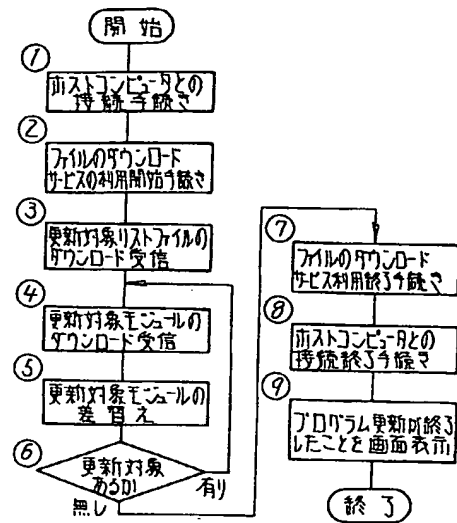 開始
①
ホストコンピュータとの
接続手続き
②
ファイルのダウンロード
サービスの利用開始手続き
③
更新対象リストファイルの
ダウンロード受信
④
更新対象モジュールの
ダウンロード受信
⑤
更新対象モジュールの
差替え
⑥
更新対象
あるか
有り
無し
⑦
ファイルのダウンロード
サービス利用終了手続き
⑧
ホストコンピュータとの
接続終了手続き
⑨
プログラム更新が終了
したことを画面表示
終了